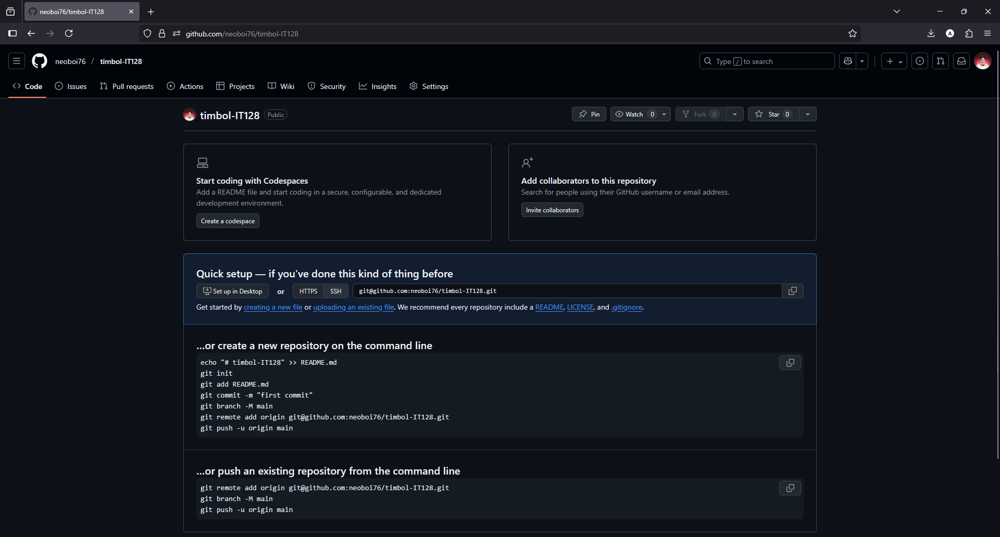 neoboi76/timbol-IT128
github.com/neoboi76/timbol-IT128
A
neoboi76 / timbol-IT128
Type / to search
Code
Issues
Pull requests
Actions
Projects
Wiki
Security
Insights
Settings
timbol-IT128 Public
Pin
Watch 0
Fork 0
Star 0
Start coding with Codespaces
Add a README file and start coding in a secure, configurable, and dedicated
development environment.
Create a codespace
Add collaborators to this repository
Search for people using their GitHub username or email address.
Invite collaborators
Quick setup — if you’ve done this kind of thing before
Set up in Desktop or HTTPS SSH git@github.com:neoboi76/timbol-IT128.git
Get started by creating a new file or uploading an existing file. We recommend every repository include a README, LICENSE, and .gitignore.
…or create a new repository on the command line
echo "# timbol-IT128" >> README.md
git init
git add README.md
git commit -m "first commit"
git branch -M main
git remote add origin git@github.com:neoboi76/timbol-IT128.git
git push -u origin main
…or push an existing repository from the command line
git remote add origin git@github.com:neoboi76/timbol-IT128.git
git branch -M main
git push -u origin main